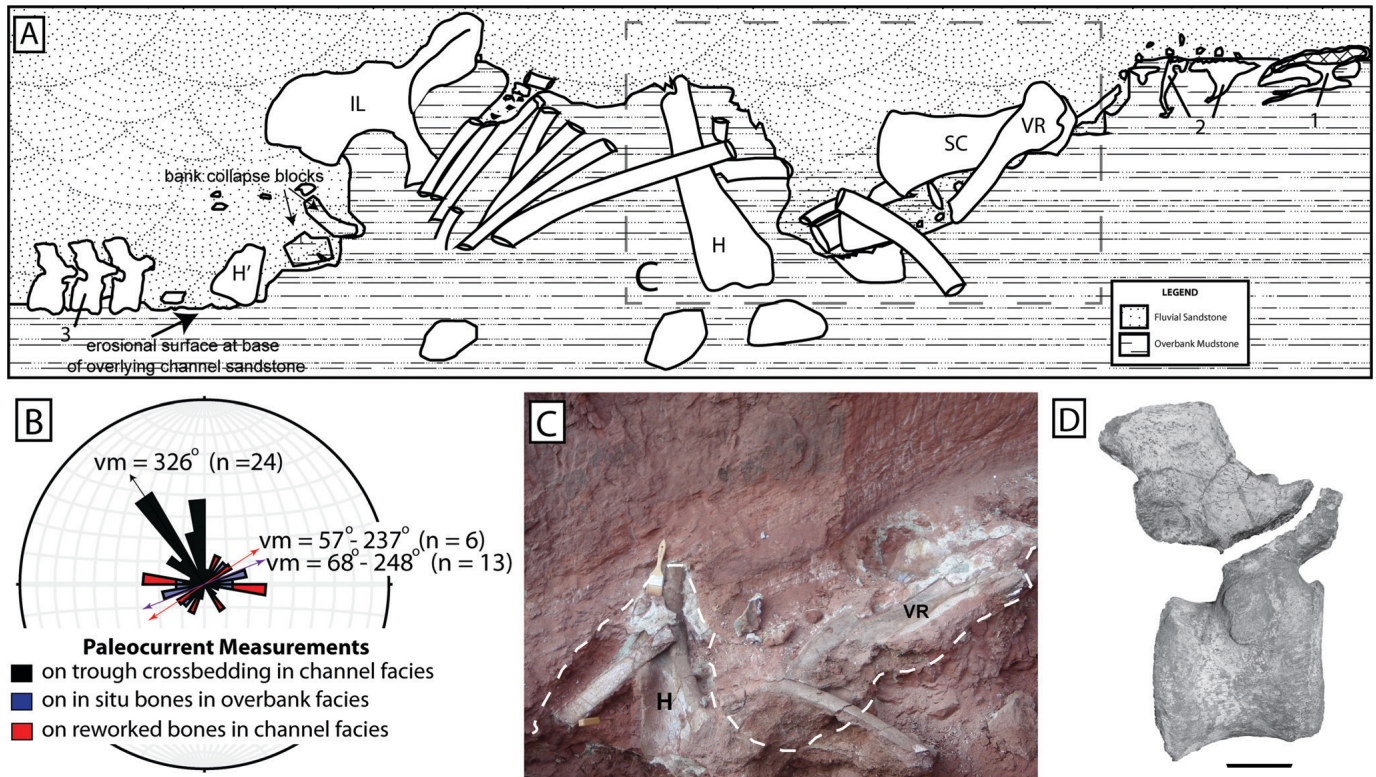 A
IL
VR
SC
2
1
bank collapse blocks
H
H'
C
3
erosional surface at base
of overlying channel sandstone
LEGEND
Fluvial Sandstone
Overbank Mudstone
B
vm = 326° (n =24)
vm = 57° - 237° (n = 6)
vm = 68° - 248° (n = 13)
Paleocurrent Measurements
on trough crossbedding in channel facies
on in situ bones in overbank facies
on reworked bones in channel facies
C
VR
H
D